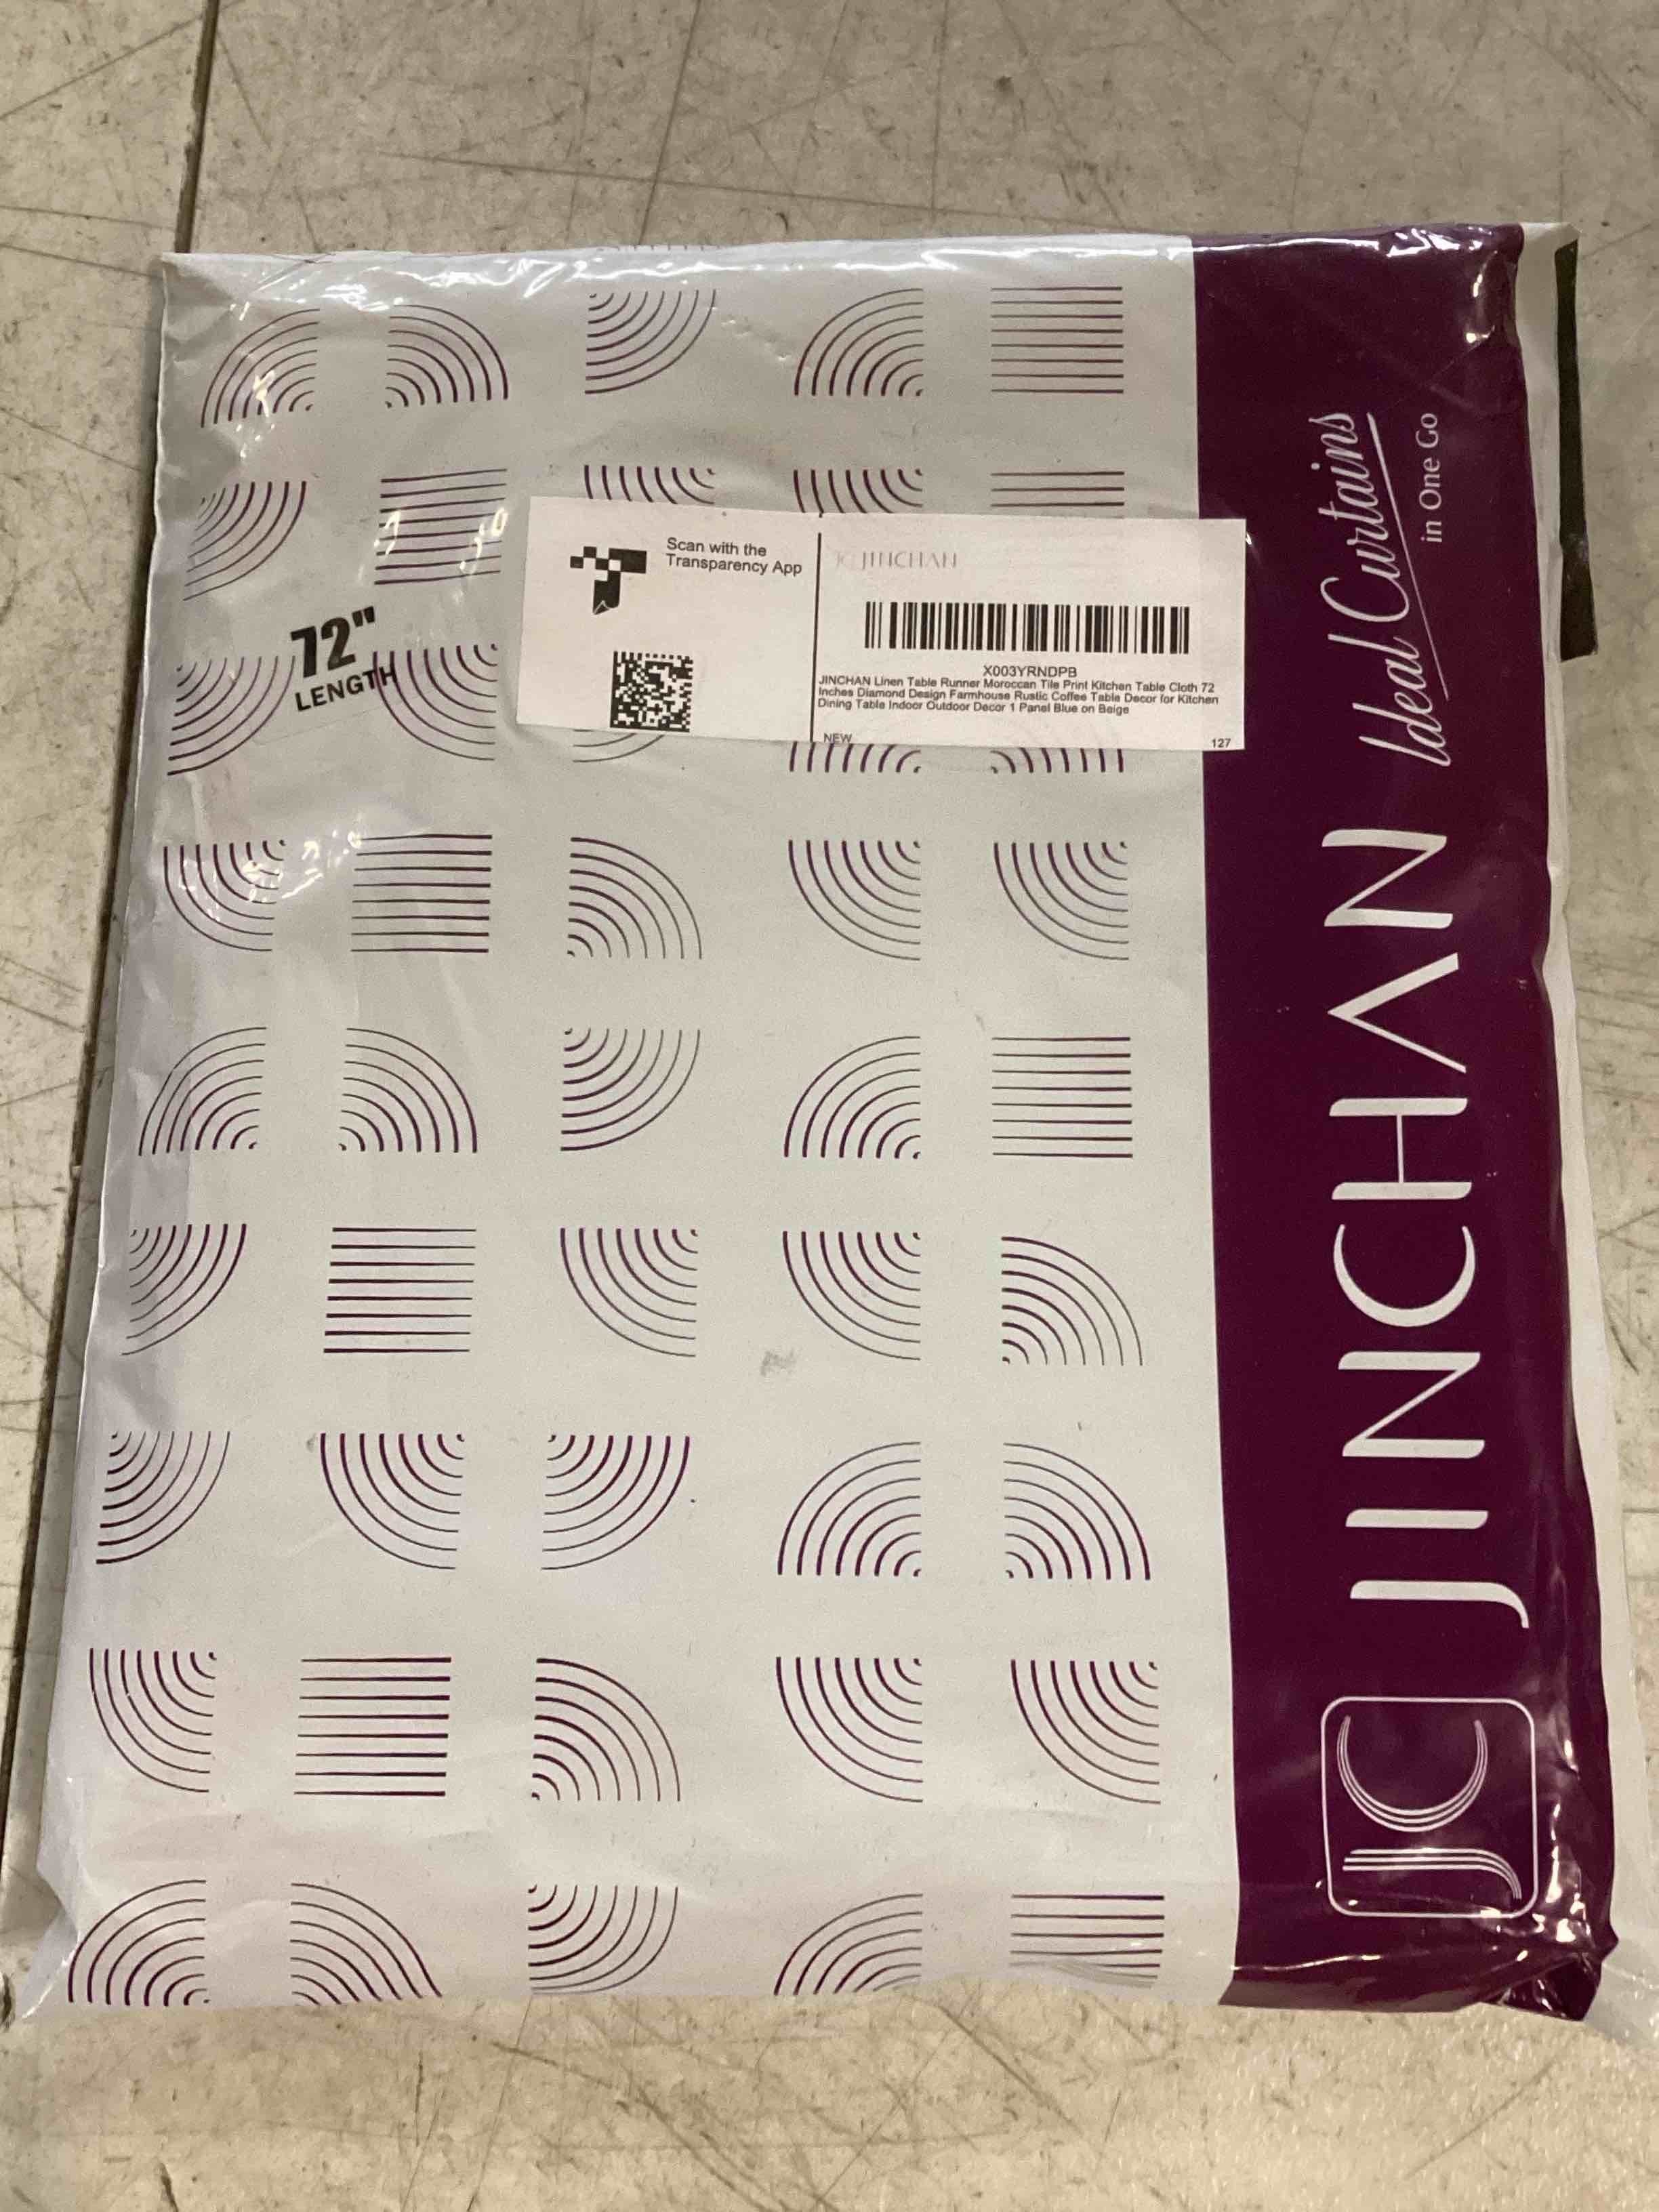 72"
LENGTH
Scan with the
Transparency App
JC JINCHAN
X003YRNDPB
JINCHAN Linen Table Runner Moroccan Tile Print Kitchen Table Cloth 72
Inches Diamond Design Farmhouse Rustic Coffee Table Decor for Kitchen
Dining Table Indoor Outdoor Decor 1 Panel Blue on Beige
NEW
127
JC JINCHAN Ideal Curtains
in One Go